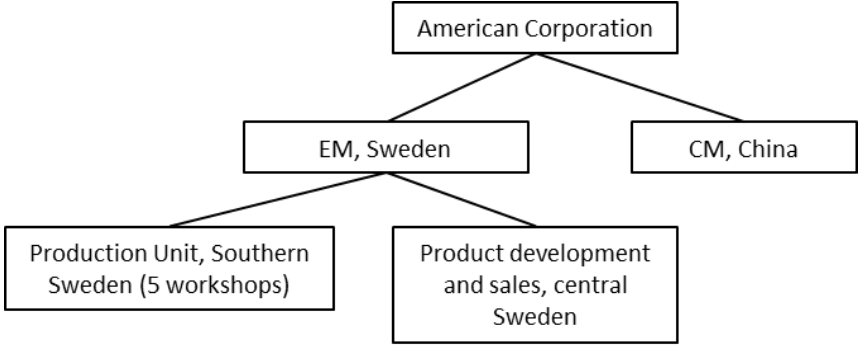 American Corporation
EM, Sweden
CM, China
Production Unit, Southern
Sweden (5 workshops)
Product development
and sales, central
Sweden